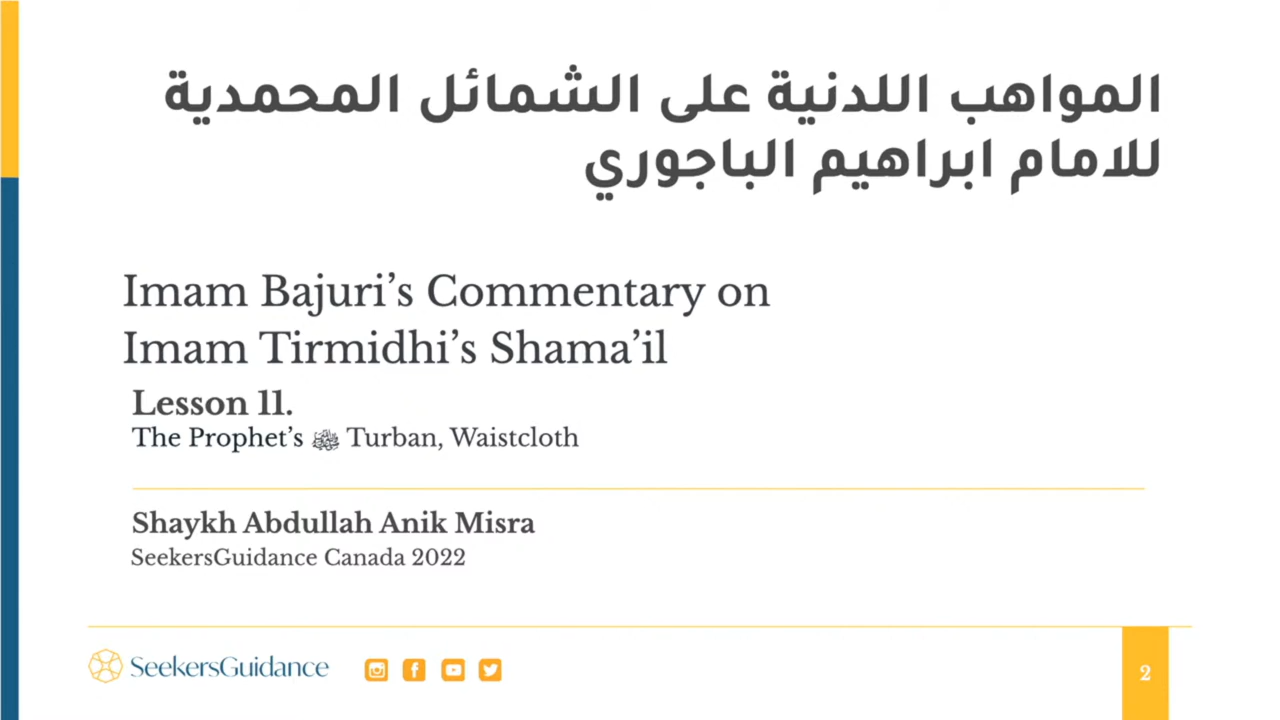 المواهب اللدنية على الشمائل المحمدية
للامام ابراهيم الباجوري
Imam Bajuri’s Commentary on
Imam Tirmidhi’s Shama’il
Lesson 11.
The Prophet’s ﷺ Turban, Waistcloth
Shaykh Abdullah Anik Misra
SeekersGuidance Canada 2022
SeekersGuidance
2